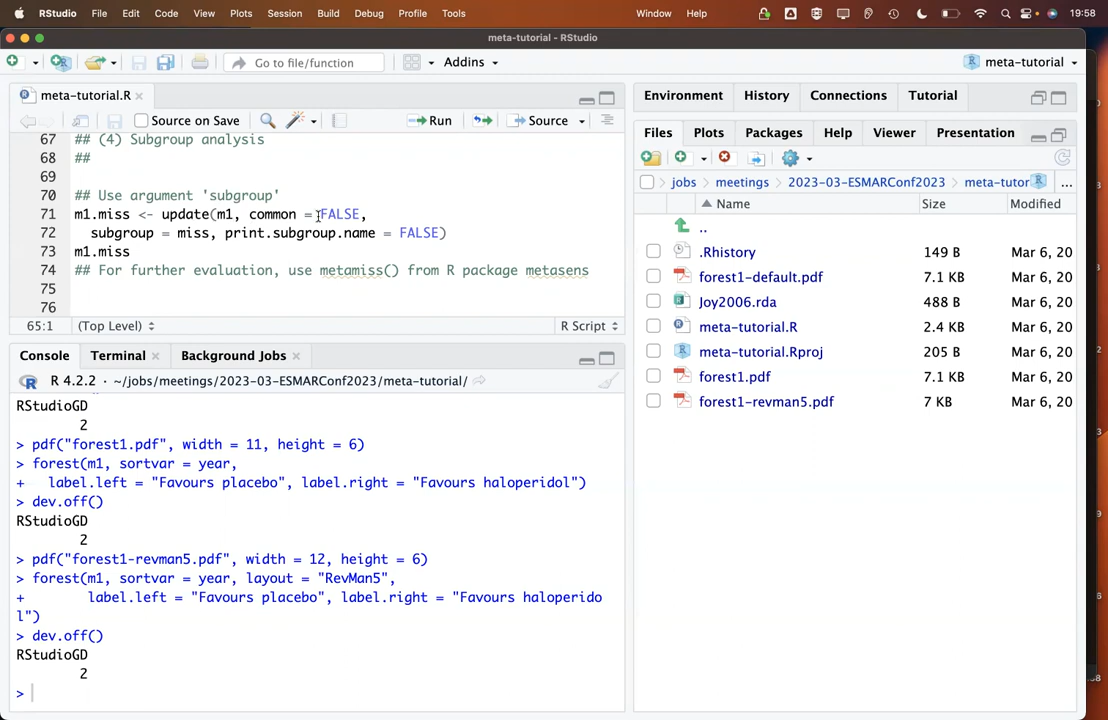 RStudio File Edit Code View Plots Session Build Debug Profile Tools Window Help 19:58
meta-tutorial - RStudio
Go to file/function Addins meta-tutorial
meta-tutorial.R
Source on Save Run Source
67 ## (4) Subgroup analysis
68 ##
69
70 ## Use argument 'subgroup'
71 m1.miss <- update(m1, common = FALSE,
72 subgroup = miss, print.subgroup.name = FALSE)
73 m1.miss
74 ## For further evaluation, use metamiss() from R package metasens
75
76
65:1 (Top Level) R Script
Console Terminal Background Jobs
R 4.2.2 · ~/jobs/meetings/2023-03-ESMARConf2023/meta-tutorial/
RStudioGD
2
> pdf("forest1.pdf", width = 11, height = 6)
> forest(m1, sortvar = year,
+ label.left = "Favours placebo", label.right = "Favours haloperidol")
> dev.off()
RStudioGD
2
> pdf("forest1-revman5.pdf", width = 12, height = 6)
> forest(m1, sortvar = year, layout = "RevMan5",
+ label.left = "Favours placebo", label.right = "Favours haloperido
l")
> dev.off()
RStudioGD
2
>
Environment History Connections Tutorial
Files Plots Packages Help Viewer Presentation
jobs meetings 2023-03-ESMARConf2023 meta-tutor ...
Name Size Modified
..
.Rhistory 149 B Mar 6, 20
forest1-default.pdf 7.1 KB Mar 6, 20
Joy2006.rda 488 B Mar 6, 20
meta-tutorial.R 2.4 KB Mar 6, 20
meta-tutorial.Rproj 205 B Mar 6, 20
forest1.pdf 7.1 KB Mar 6, 20
forest1-revman5.pdf 7 KB Mar 6, 20